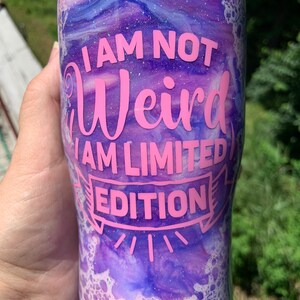 I AM NOT
Weird
I AM LIMITED
EDITION